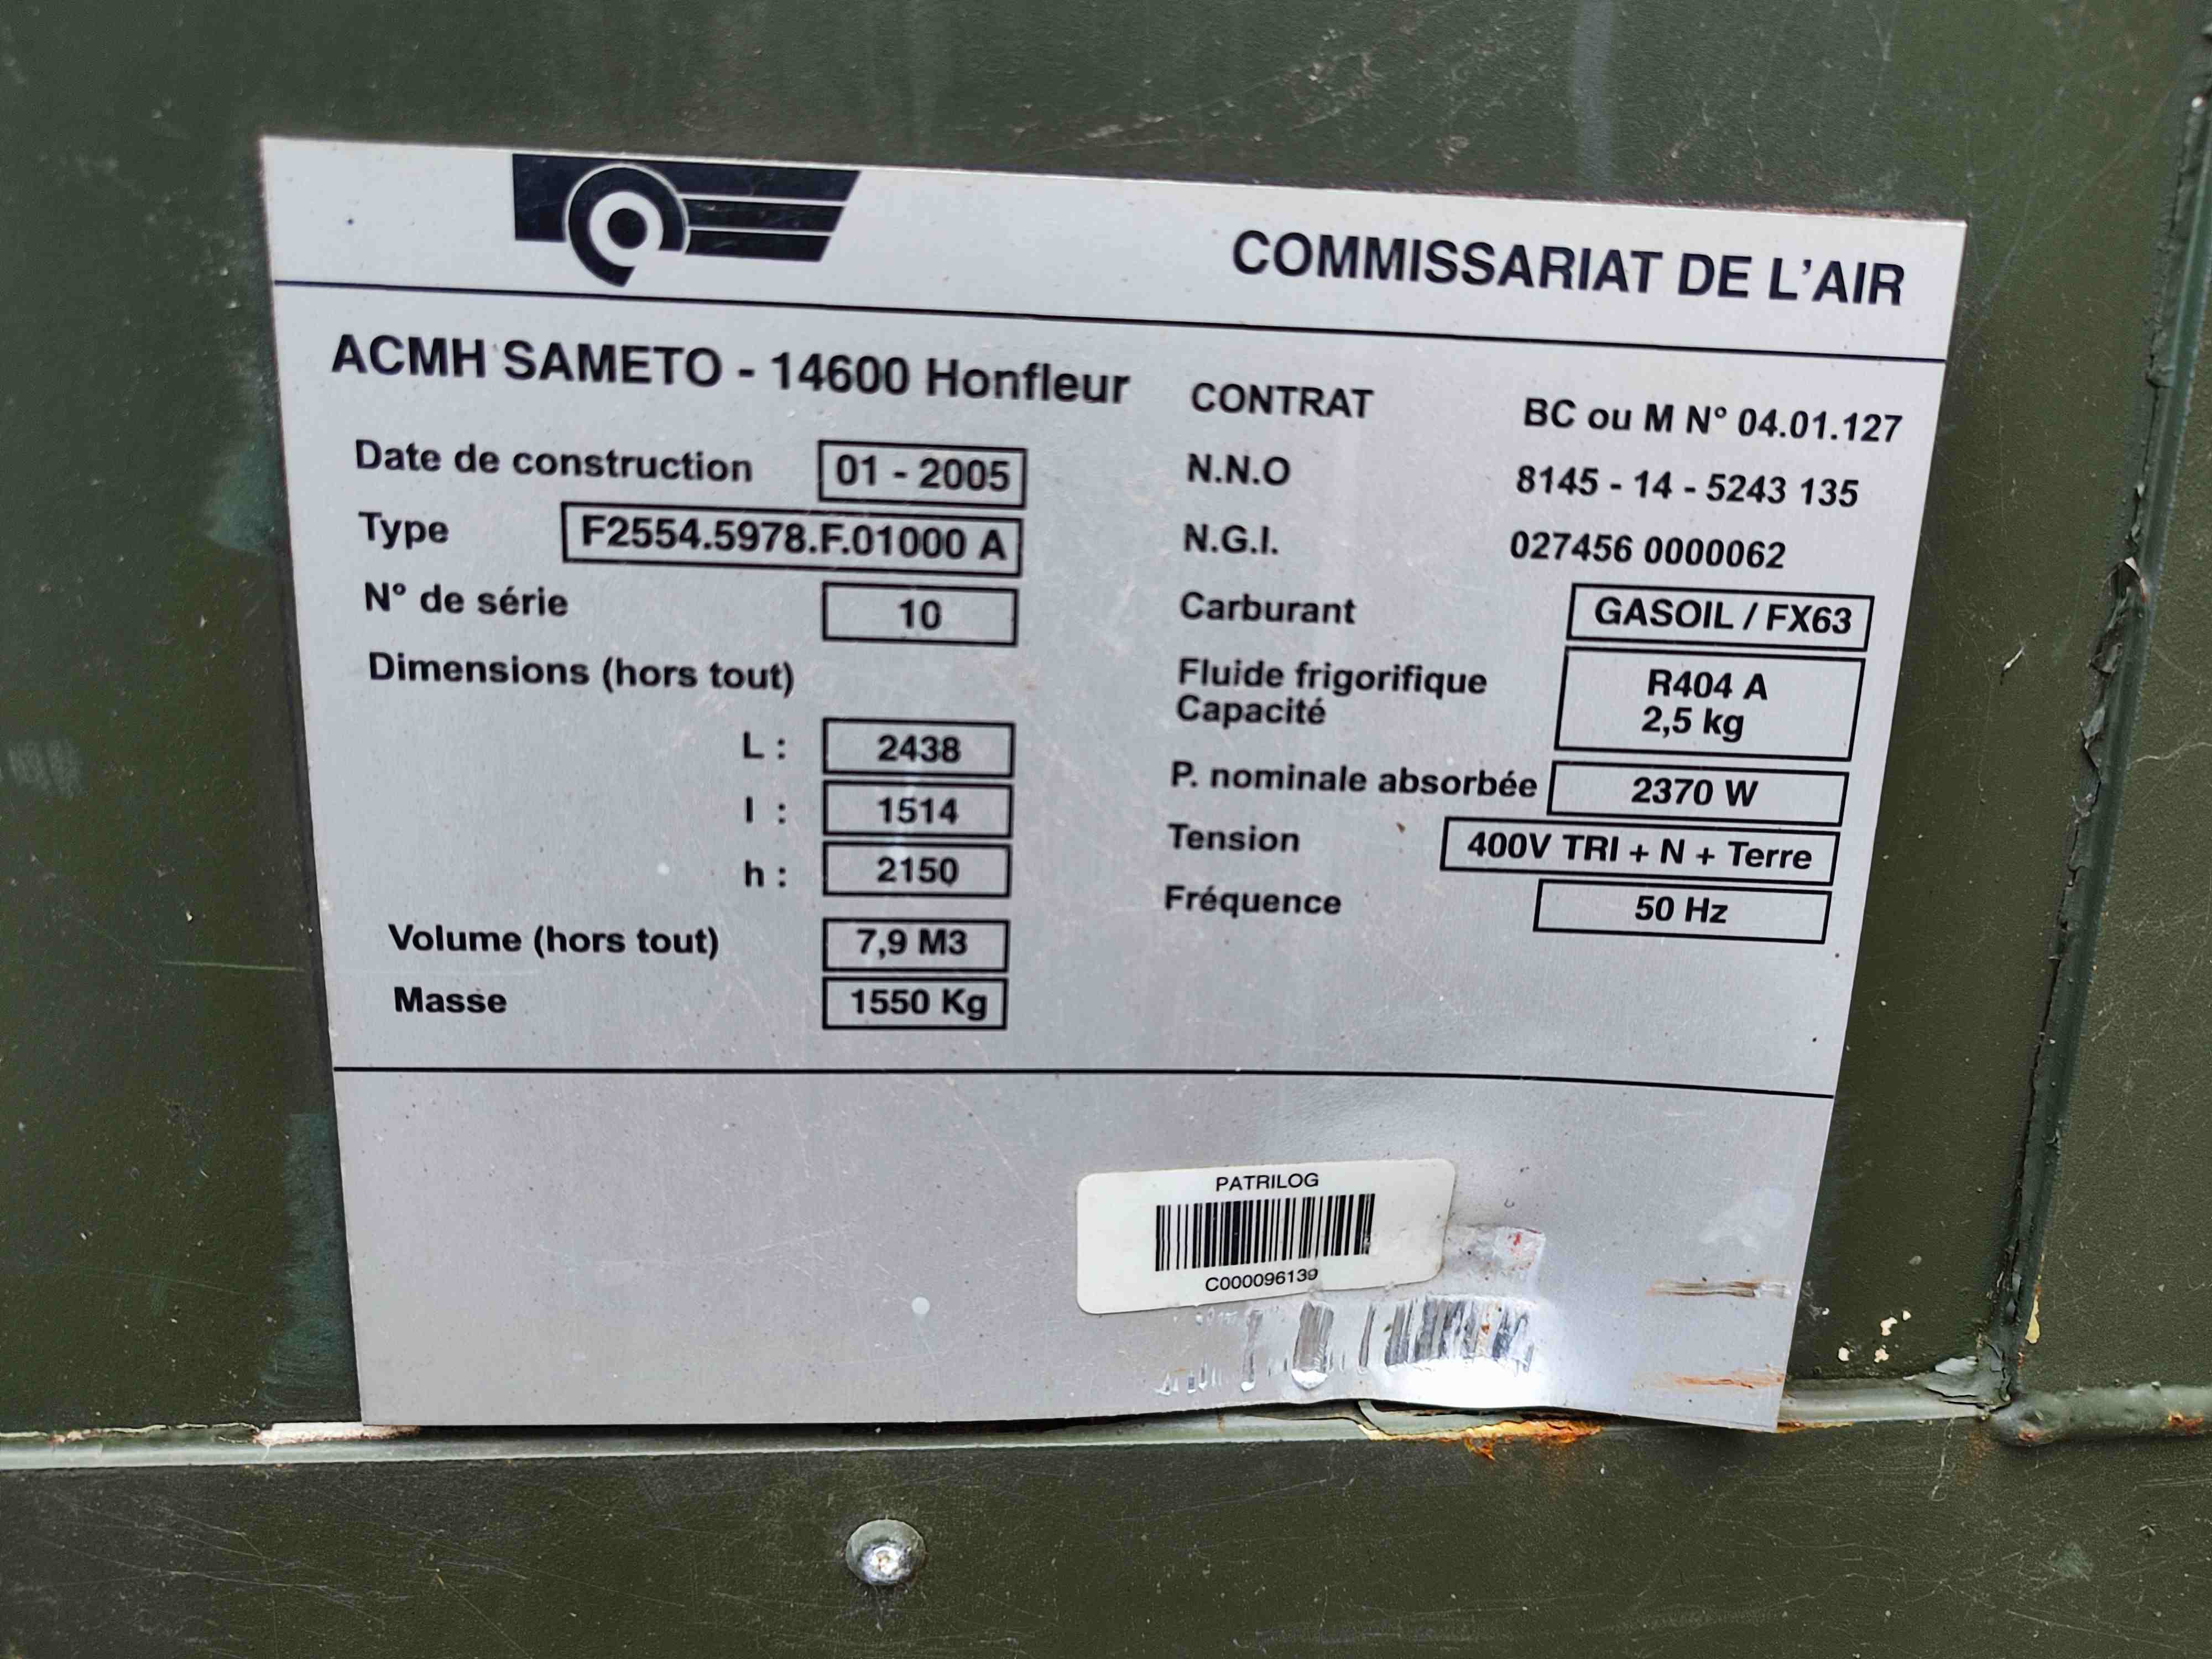 COMMISSARIAT DE L'AIR
ACMH SAMETO - 14600 Honfleur
Date de construction 01 - 2005
Type F2554.5978.F.01000 A
N° de série 10
Dimensions (hors tout)
L : 2438
l : 1514
h : 2150
Volume (hors tout) 7,9 M3
Masse 1550 Kg
CONTRAT BC ou M N° 04.01.127
N.N.O 8145 - 14 - 5243 135
N.G.I. 027456 0000062
Carburant GASOIL / FX63
Fluide frigorifique R404 A
Capacité 2,5 kg
P. nominale absorbée 2370 W
Tension 400V TRI + N + Terre
Fréquence 50 Hz
PATRILOG
C000096139